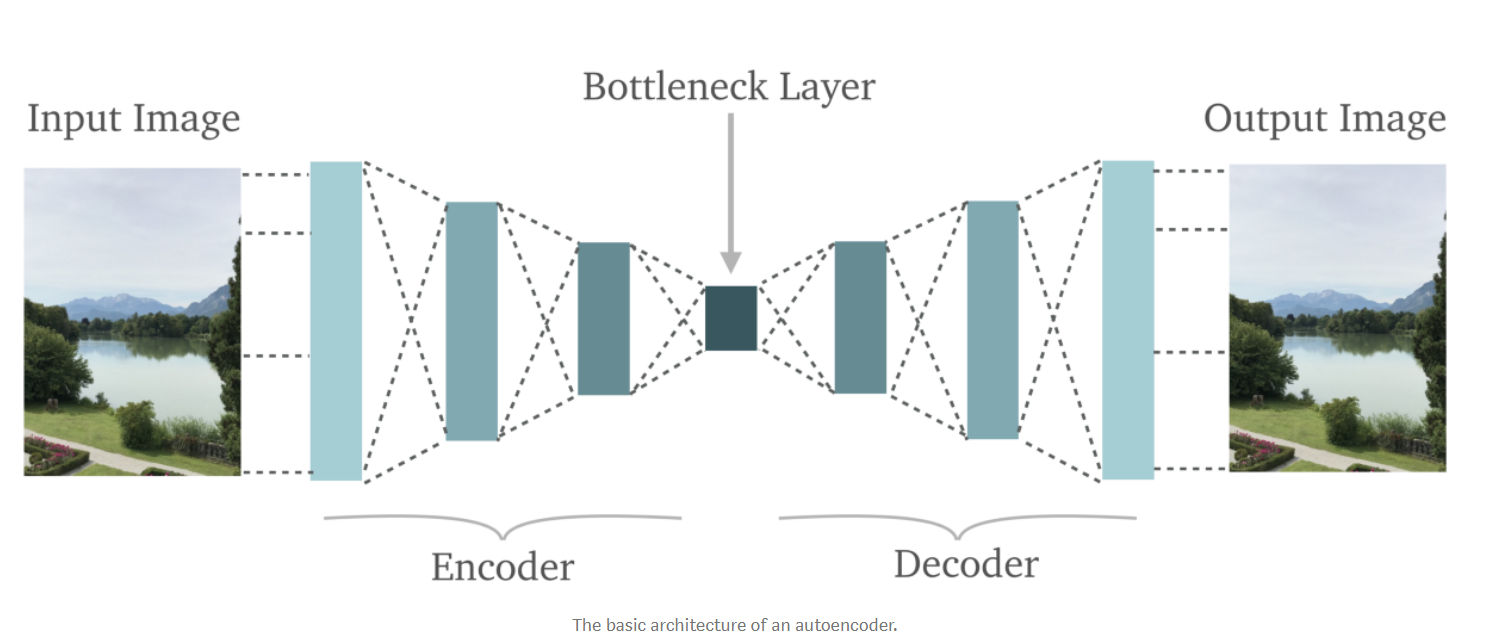 Bottleneck Layer
Input Image
Output Image
Encoder
Decoder
The basic architecture of an autoencoder.